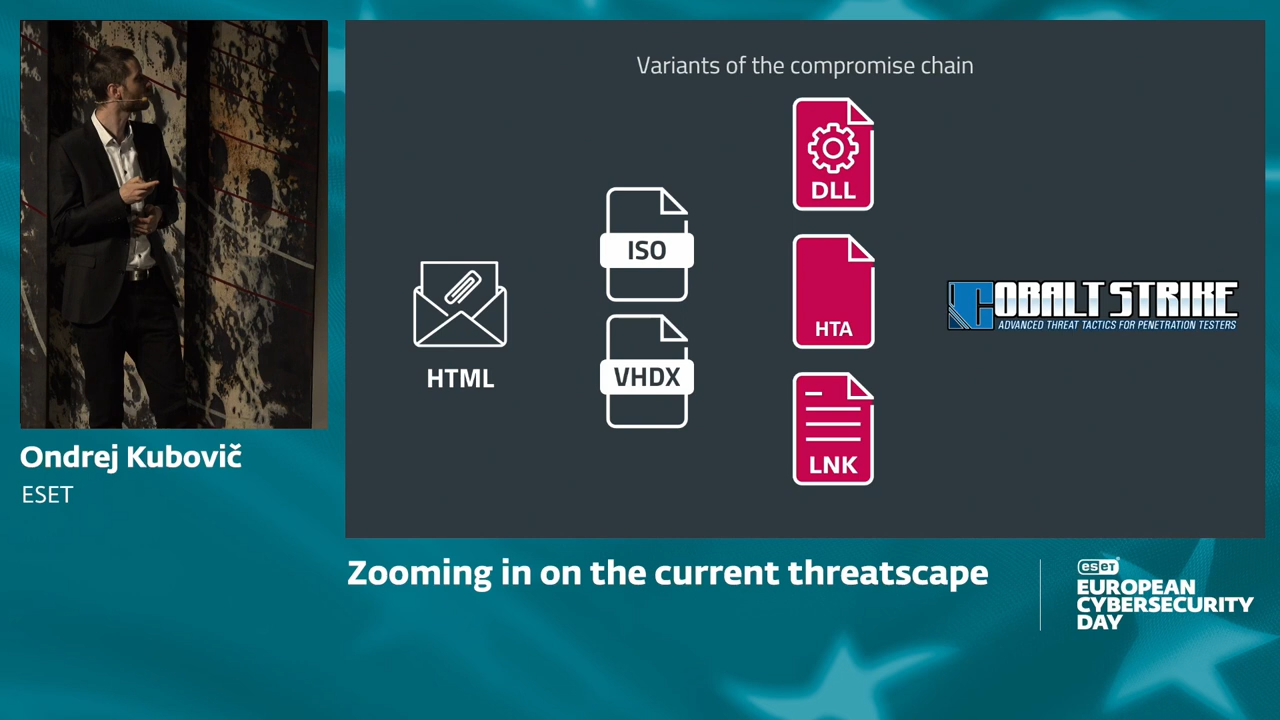 Variants of the compromise chain
DLL
ISO
HTML
VHDX
HTA
LNK
COBALT STRIKE
ADVANCED THREAT TACTICS FOR PENETRATION TESTERS
Ondrej Kubovič
ESET
Zooming in on the current threatscape
eseT
EUROPEAN
CYBERSECURITY
DAY